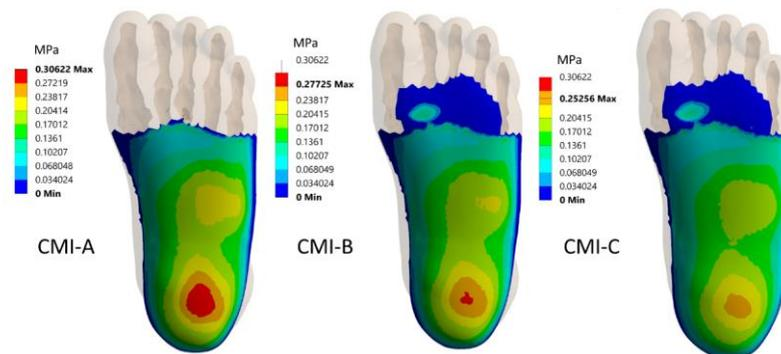 MPa
0.30622 Max
0.27219
0.23817
0.20414
0.17012
0.1361
0.10207
0.068048
0.034024
0 Min
CMI-A
MPa
0.30622
0.27725 Max
0.23817
0.20415
0.17012
0.1361
0.10207
0.068049
0.034024
0 Min
CMI-B
MPa
0.30622
0.25256 Max
0.20415
0.17012
0.1361
0.10207
0.068049
0.034024
0 Min
CMI-C